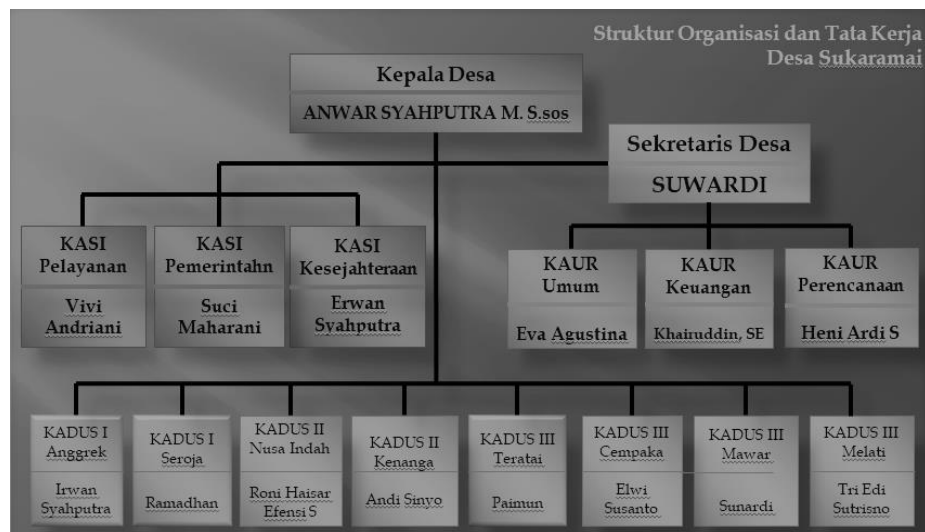 Struktur Organisasi dan Tata Kerja
Desa Sukaramai
Kepala Desa
ANWAR SYAHPUTRA M. S.sos
Sekretaris Desa
SUWARDI
KASI
Pelayanan
Vivi
Andriani
KASI
Pemerintahn
Suci
Maharani
KASI
Kesejahteraan
Erwan
Syahputra
KAUR
Umum
Eva Agustina
KAUR
Keuangan
Khairuddin, SE
KAUR
Perencanaan
Heni Ardi S
KADUS I
Anggrek
Irwan
Syahputra
KADUS I
Seroja
Ramadhan
KADUS II
Nusa Indah
Roni Haisar
Efensi S
KADUS II
Kenanga
Andi Sinyo
KADUS III
Teratai
Paimun
KADUS III
Cempaka
Elwi
Susanto
KADUS III
Mawar
Sunardi
KADUS III
Melati
Tri Edi
Sutrisno